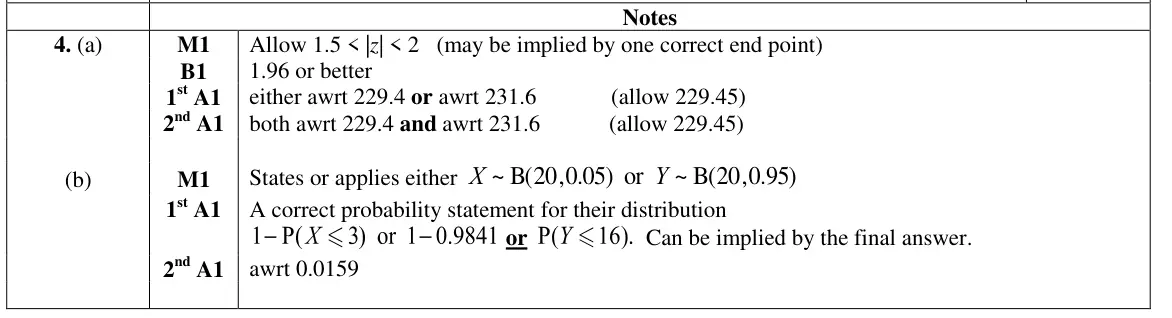 Notes
4. (a) M1 Allow 1.5 < |z| < 2 (may be implied by one correct end point)
B1 1.96 or better
1st A1 either awrt 229.4 or awrt 231.6 (allow 229.45)
2nd A1 both awrt 229.4 and awrt 231.6 (allow 229.45)
(b) M1 States or applies either X ~ B(20,0.05) or Y ~ B(20,0.95)
1st A1 A correct probability statement for their distribution
1− P(X ⩽ 3) or 1−0.9841 or P(Y ⩽ 16). Can be implied by the final answer.
2nd A1 awrt 0.0159